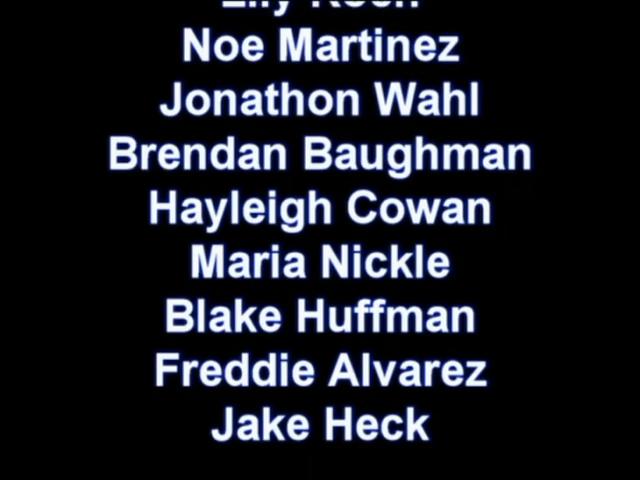 Noe Martinez
Jonathon Wahl
Brendan Baughman
Hayleigh Cowan
Maria Nickle
Blake Huffman
Freddie Alvarez
Jake Heck